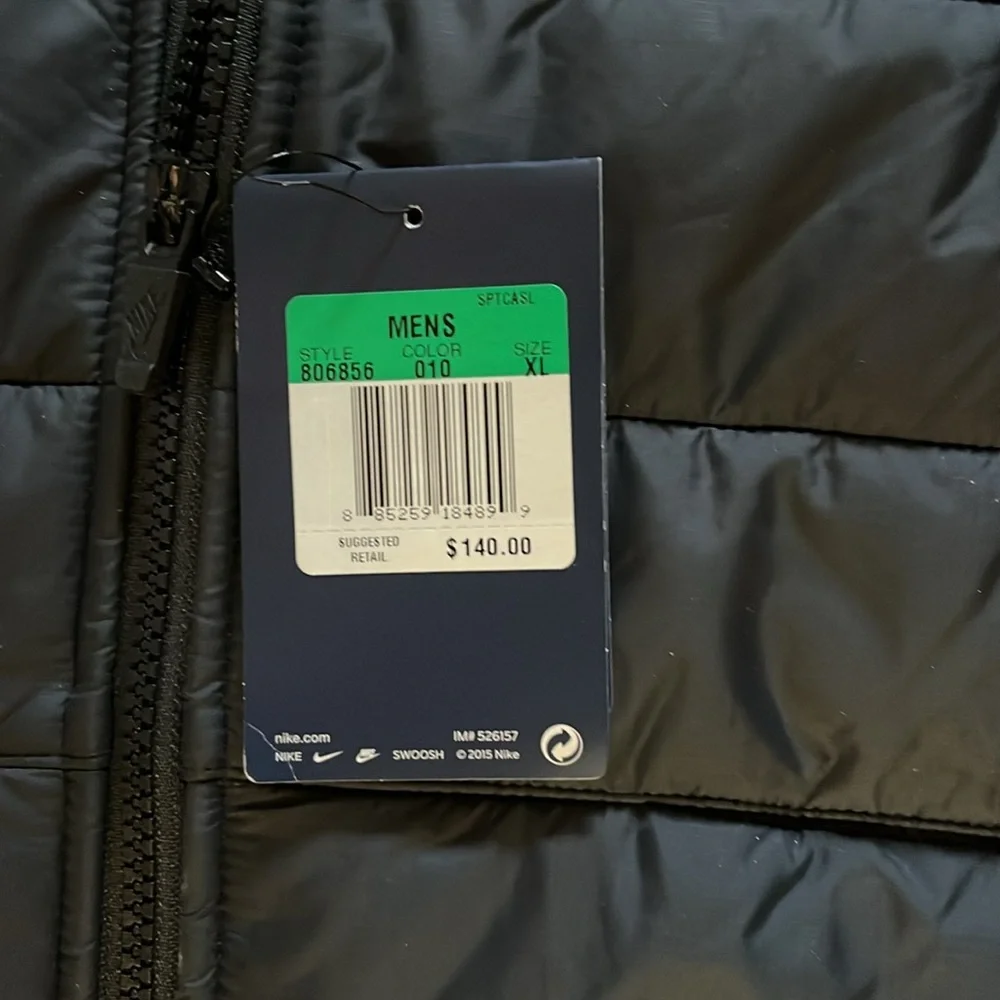 SPTCASL
MENS
STYLE COLOR SIZE
806856 010 XL
8 85259 18489 9
SUGGESTED
RETAIL $140.00
nike.com IM# 526157
NIKE SWOOSH © 2015 Nike
NIKE